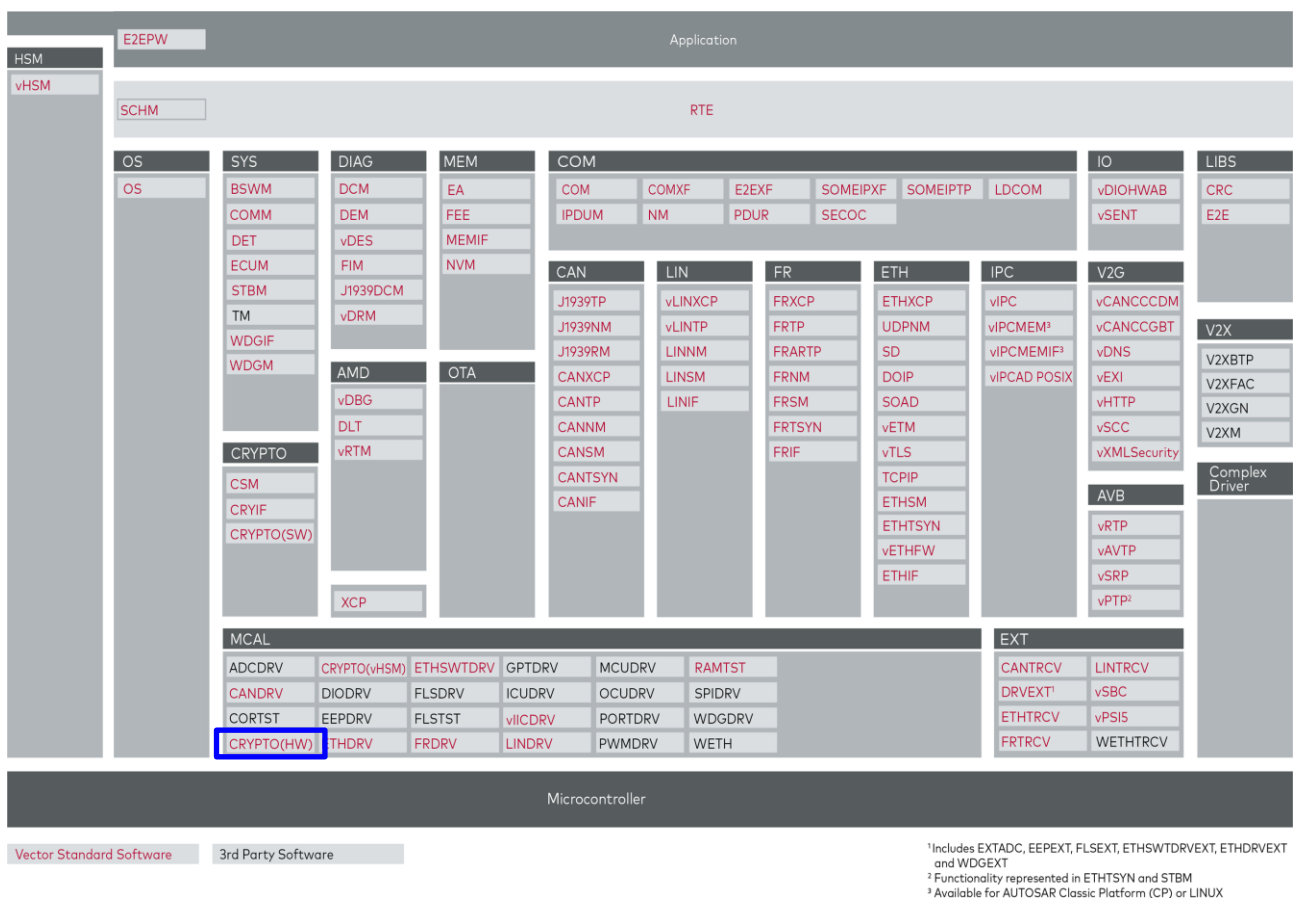 E2EPW
Application
HSM
vHSM
SCHM
RTE
OS
OS
SYS
BSWM
COMM
DET
ECUM
STBM
TM
WDGIF
WDGM
CRYPTO
CSM
CRYIF
CRYPTO(SW)
DIAG
DCM
DEM
vDES
FIM
J1939DCM
vDRM
AMD
vDBG
DLT
vRTM
XCP
MEM
EA
FEE
MEMIF
NVM
OTA
COM
COM COMXF E2EXF SOMEIPXF SOMEIPTP LDCOM
IPDUM NM PDUR SECOC
CAN
J1939TP
J1939NM
J1939RM
CANXCP
CANTP
CANNM
CANSM
CANTSYN
CANIF
LIN
vLINXCP
vLINTP
LINNM
LINSM
LINIF
FR
FRXCP
FRTP
FRARTP
FRNM
FRSM
FRTSYN
FRIF
ETH
ETHXCP
UDPNM
SD
DOIP
SOAD
vETM
vTLS
TCPIP
ETHSM
ETHTSYN
vETHFW
ETHIF
IPC
vIPC
vIPCMEM³
vIPCMEMIF³
vIPCAD POSIX
IO
vDIOHWAB
vSENT
V2G
vCANCCCDM
vCANCCGBT
vDNS
vEXI
vHTTP
vSCC
vXMLSecurity
AVB
vRTP
vAVTP
vSRP
vPTP²
LIBS
CRC
E2E
V2X
V2XBTP
V2XFAC
V2XGN
V2XM
Complex
Driver
MCAL
ADCDRV CRYPTO(vHSM) ETHSWTDRV GPTDRV MCUDRV RAMTST
CANDRV DIODRV FLSDRV ICUDRV OCUDRV SPIDRV
CORTST EEPDRV FLSTST vIICDRV PORTDRV WDGDRV
CRYPTO(HW) ETHDRV FRDRV LINDRV PWMDRV WETH
EXT
CANTRCV LINTRCV
DRVEXT¹ vSBC
ETHTRCV vPSI5
FRTRCV WETHTRCV
Microcontroller
Vector Standard Software
3rd Party Software
¹ Includes EXTADC, EEPEXT, FLSEXT, ETHSWTDRVEXT, ETHDRVEXT
and WDGEXT
² Functionality represented in ETHTSYN and STBM
³ Available for AUTOSAR Classic Platform (CP) or LINUX